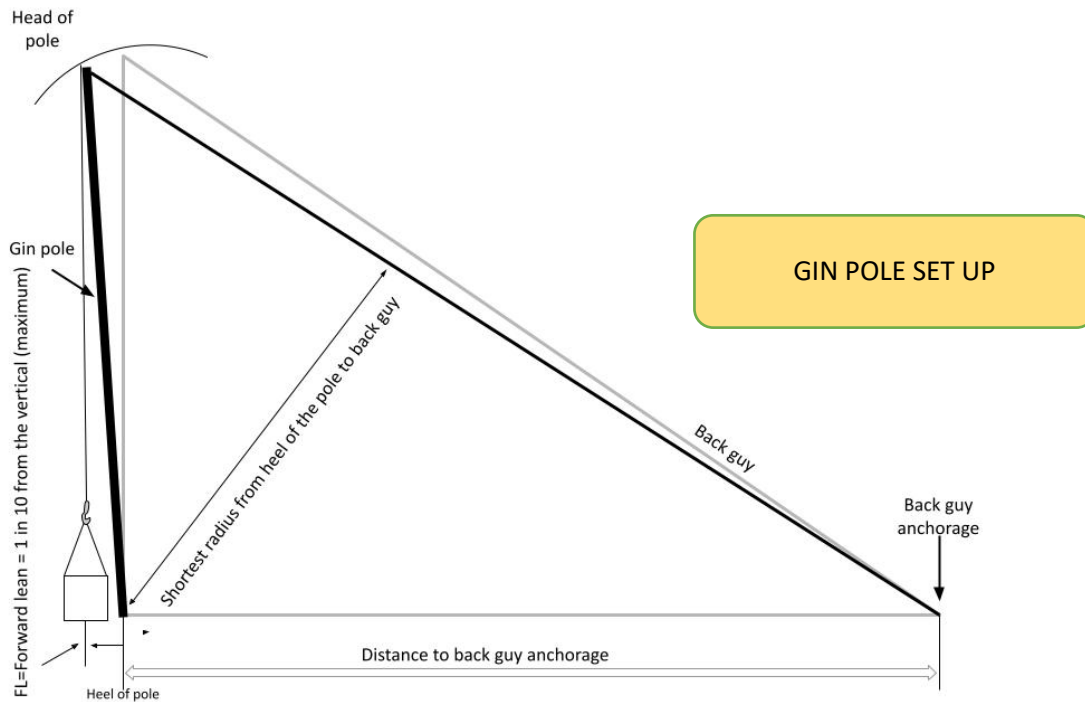 Head of
pole
Gin pole
GIN POLE SET UP
Shortest radius from heel of the pole to back guy
Back guy
Back guy
anchorage
FL=Forward lean = 1 in 10 from the vertical (maximum)
Distance to back guy anchorage
Heel of pole